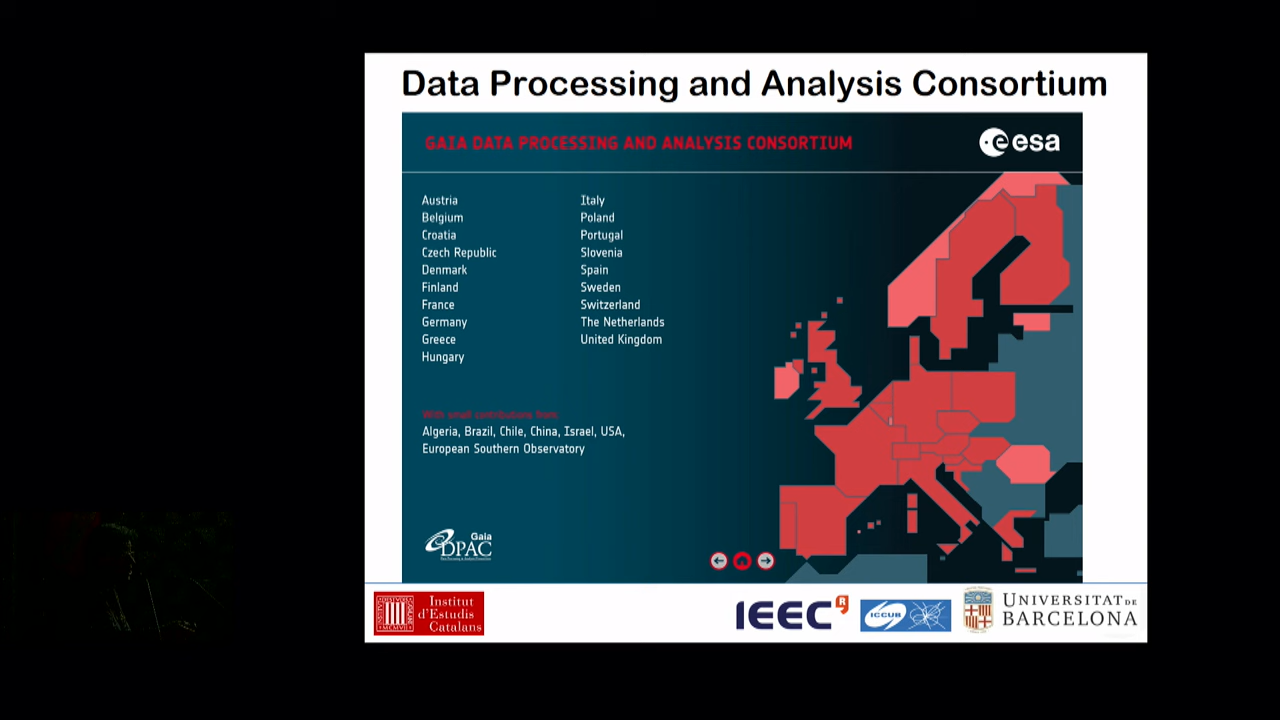 Data Processing and Analysis Consortium
GAIA DATA PROCESSING AND ANALYSIS CONSORTIUM
esa
Austria
Belgium
Croatia
Czech Republic
Denmark
Finland
France
Germany
Greece
Hungary
Italy
Poland
Portugal
Slovenia
Spain
Sweden
Switzerland
The Netherlands
United Kingdom
With small contributions from:
Algeria, Brazil, Chile, China, Israel, USA,
European Southern Observatory
Gaia
DPAC
Institut
d'Estudis
Catalans
IEEC
R
ICCUB
UNIVERSITAT DE
BARCELONA